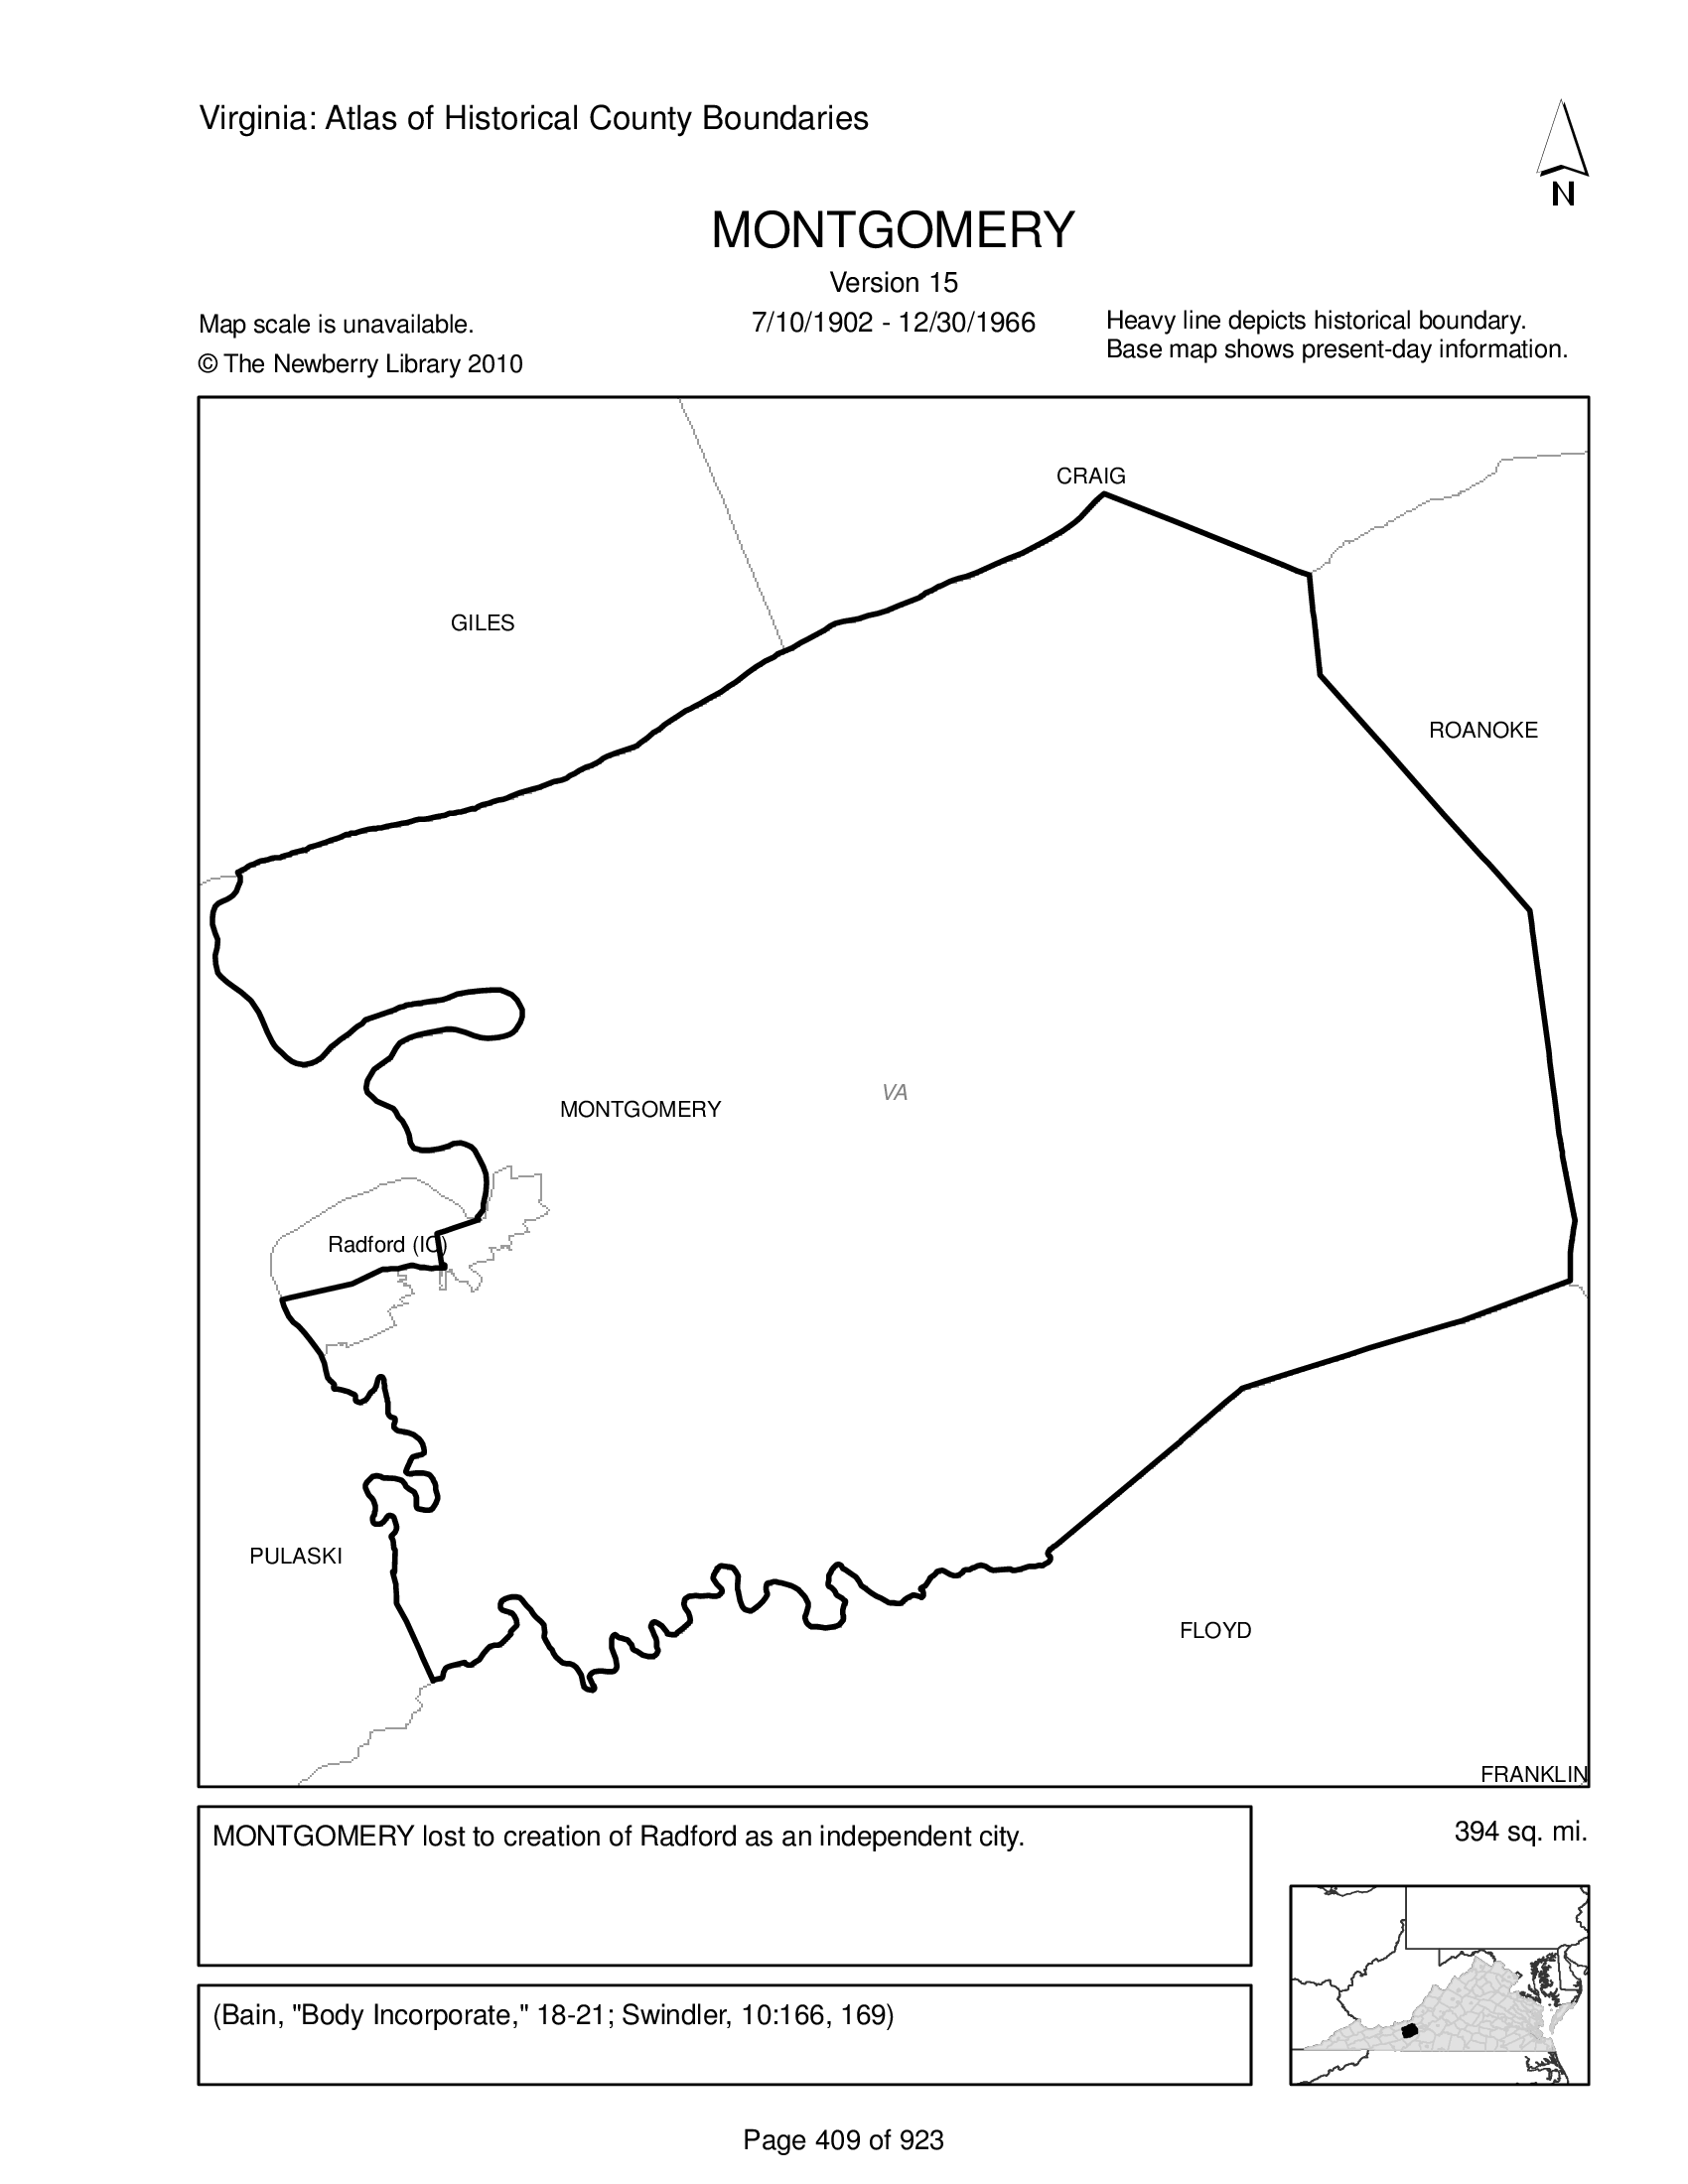 Virginia: Atlas of Historical County Boundaries
N
MONTGOMERY
Version 15
7/10/1902 - 12/30/1966
Map scale is unavailable.
© The Newberry Library 2010
Heavy line depicts historical boundary.
Base map shows present-day information.
CRAIG
GILES
ROANOKE
VA
MONTGOMERY
Radford (IC)
PULASKI
FLOYD
FRANKLIN
MONTGOMERY lost to creation of Radford as an independent city.
394 sq. mi.
(Bain, "Body Incorporate," 18-21; Swindler, 10:166, 169)
Page 409 of 923